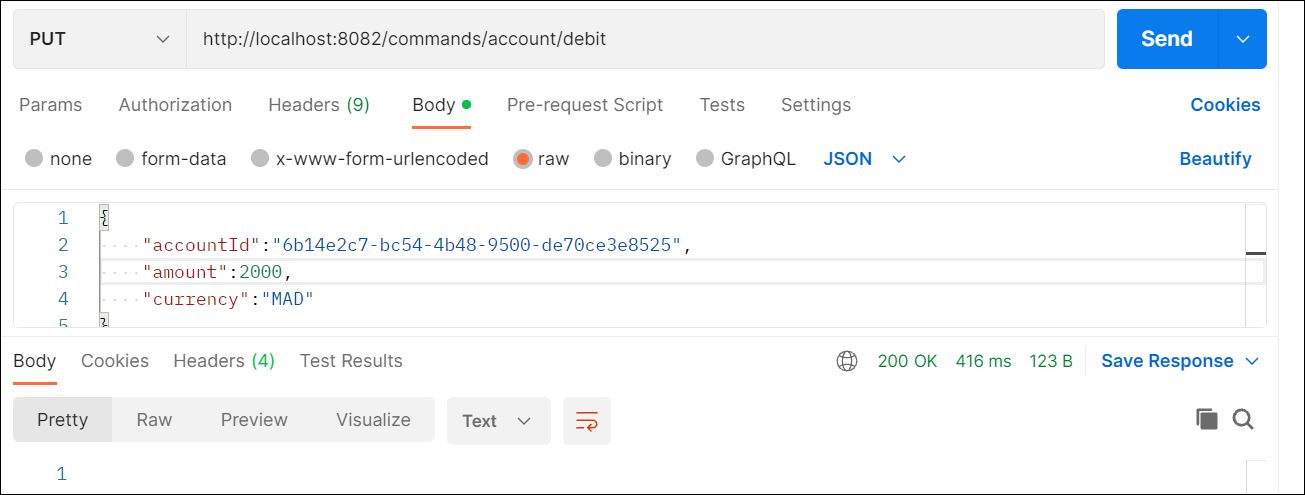 PUT http://localhost:8082/commands/account/debit Send
Params Authorization Headers (9) Body Pre-request Script Tests Settings Cookies
none form-data x-www-form-urlencoded raw binary GraphQL JSON Beautify
1 {
2 "accountId":"6b14e2c7-bc54-4b48-9500-de70ce3e8525",
3 "amount":2000,
4 "currency":"MAD"
5 }
Body Cookies Headers (4) Test Results 200 OK 416 ms 123 B Save Response
Pretty Raw Preview Visualize Text
1